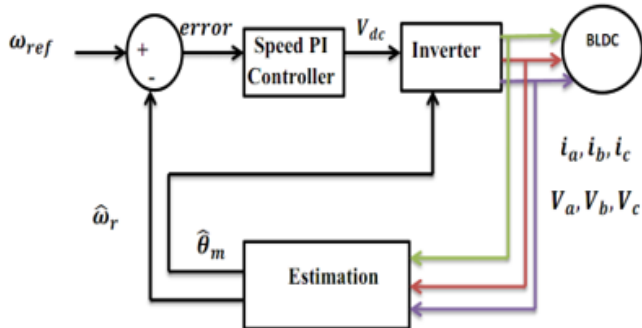 ω_ref
+
-
error
Speed PI
Controller
V_dc
Inverter
BLDC
i_a, i_b, i_c
V_a, V_b, V_c
ω̂_r
θ̂_m
Estimation